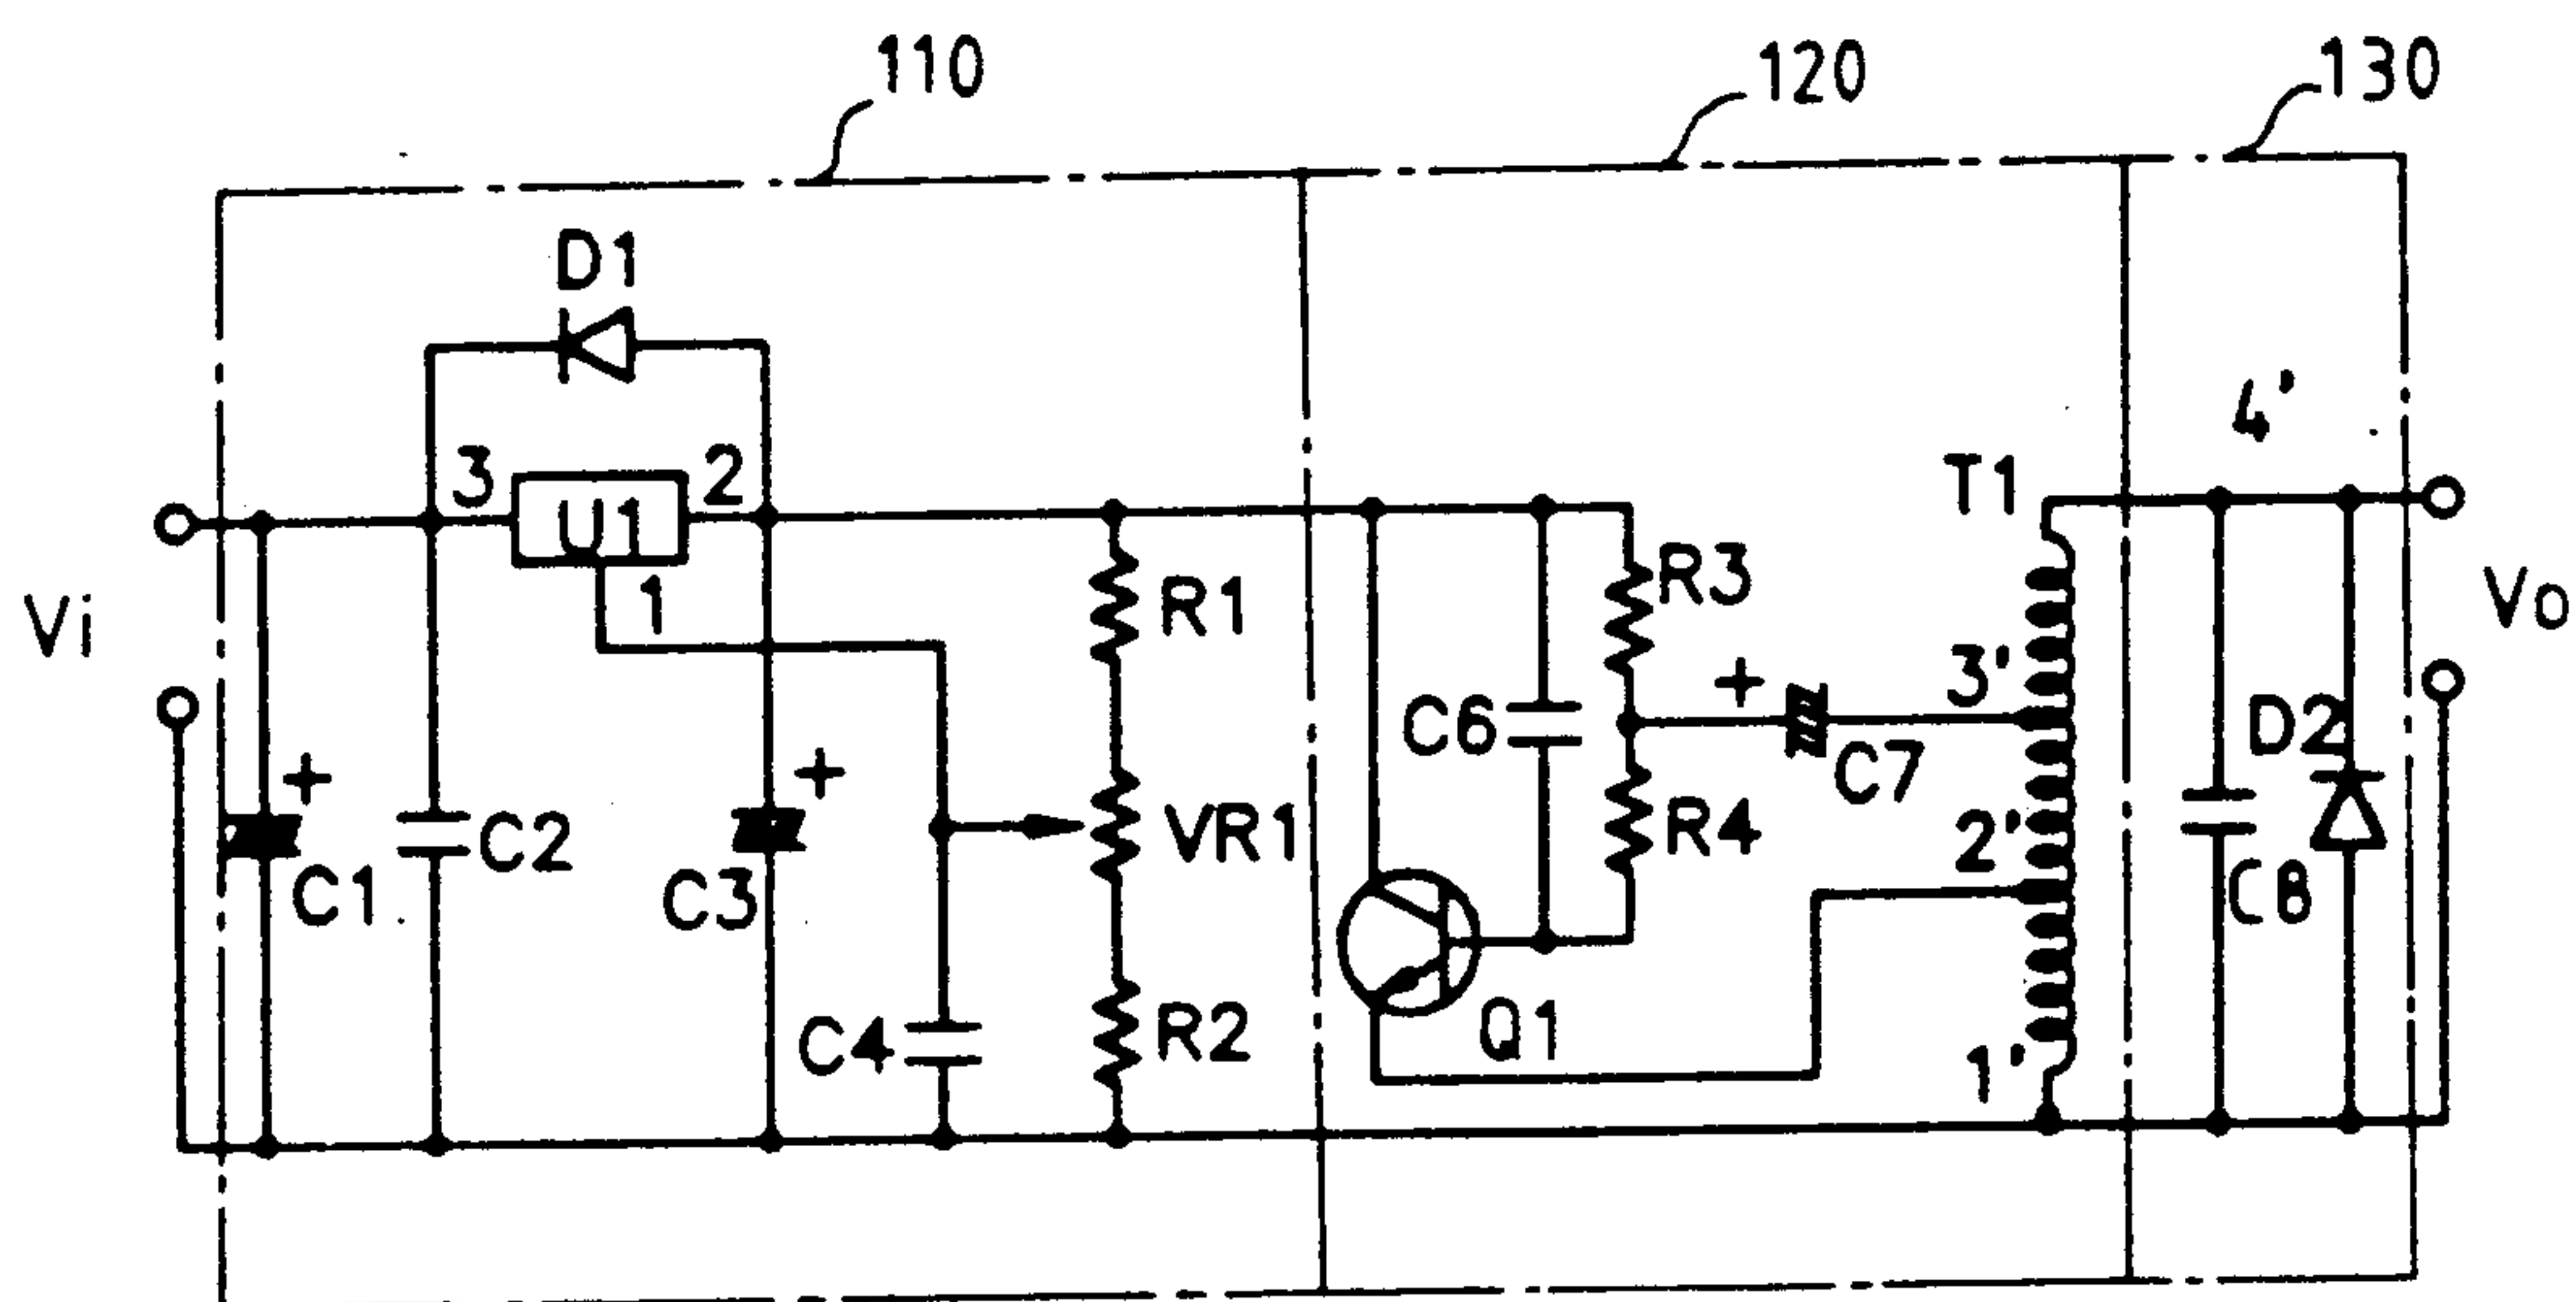 110
120
130
D1
4'
3
2
T1
U1
1
R1
R3
Vi
Vo
3'
+
C6
D2
C7
+
+
VR1
R4
2'
C2
C1
C3
C8
C4
R2
Q1
1'